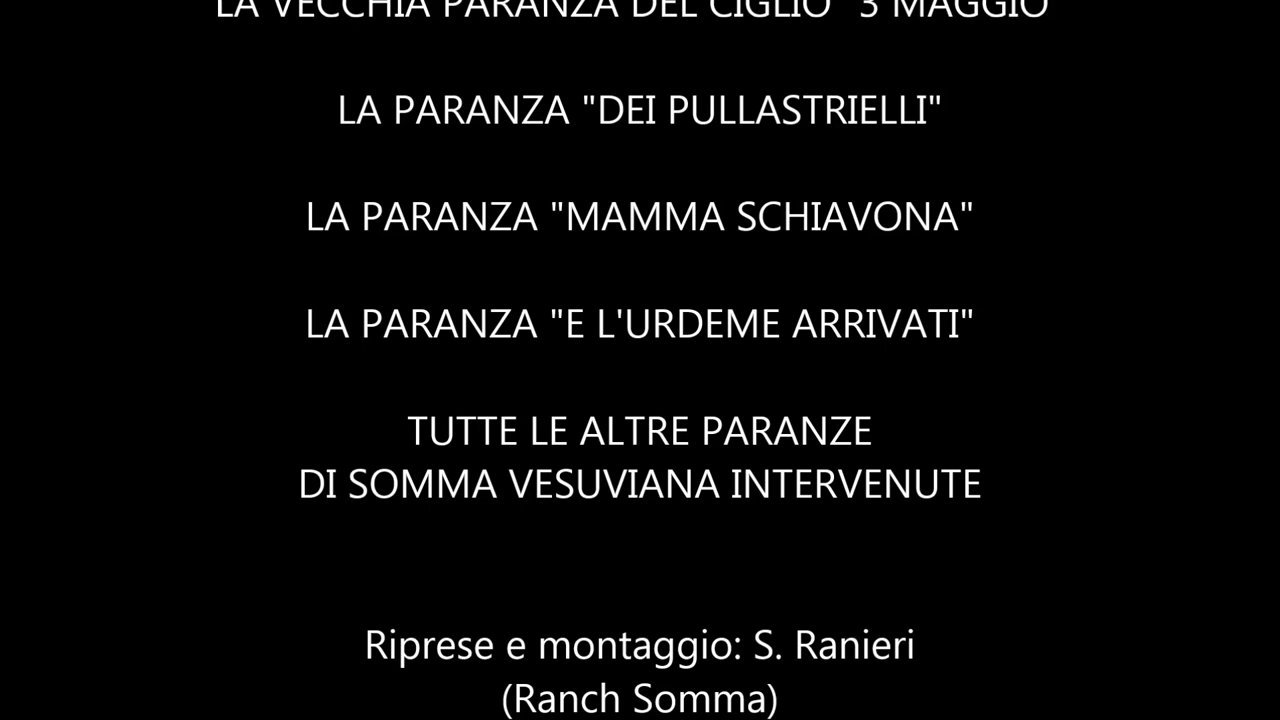 LA VECCHIA PARANZA DEL CIGLIO "3 MAGGIO
LA PARANZA "DEI PULLASTRIELLI"
LA PARANZA "MAMMA SCHIAVONA"
LA PARANZA "E L'URDEME ARRIVATI"
TUTTE LE ALTRE PARANZE
DI SOMMA VESUVIANA INTERVENUTE
Riprese e montaggio: S. Ranieri
(Ranch Somma)